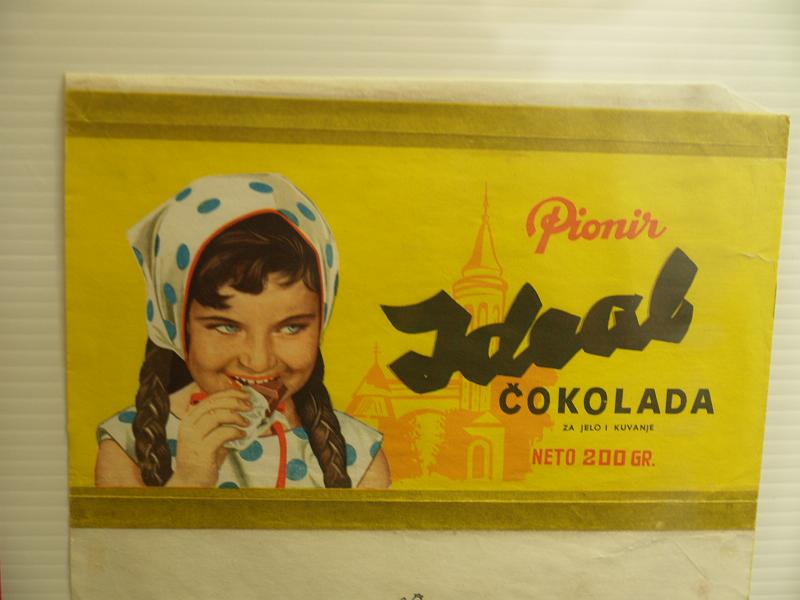 Pionir
Ideal
ČOKOLADA
ZA JELO I KUVANJE
NETO 200 GR.